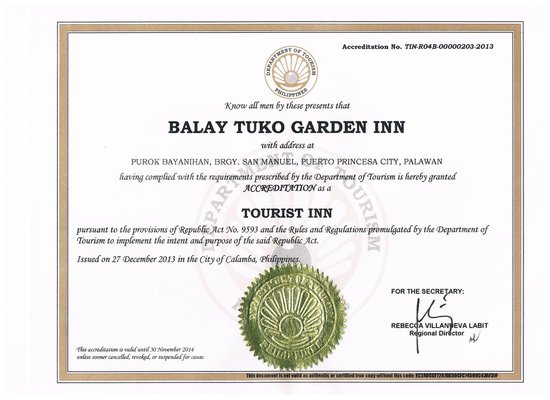 Accreditation No. TIN-R04B-00000203-2013
DEPARTMENT OF TOURISM
PHILIPPINES
Know all men by these presents that
BALAY TUKO GARDEN INN
with address at
PUROK BAYANIHAN, BRGY. SAN MANUEL, PUERTO PRINCESA CITY, PALAWAN
having complied with the requirements prescribed by the Department of Tourism is hereby granted
ACCREDITATION as a
TOURIST INN
pursuant to the provisions of Republic Act No. 9593 and the Rules and Regulations promulgated by the Department of
Tourism to implement the intent and purpose of the said Republic Act.
Issued on 27 December 2013 in the City of Calamba, Philippines.
DEPARTMENT OF TOURISM
FOR THE SECRETARY:
REBECCA VILLANUEVA LABIT
Regional Director
This accreditation is valid until 30 November 2014
unless sooner cancelled, revoked, or suspended for cause.
This document is not valid as authentic or certified true copy without this code: